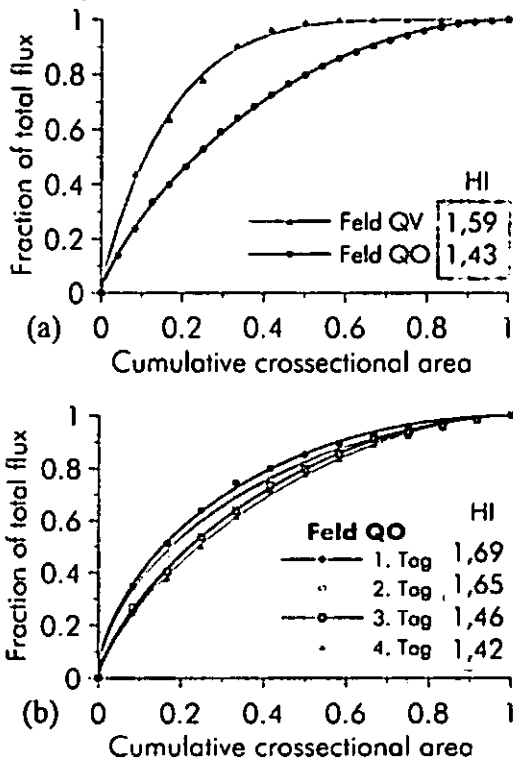 Fraction of total flux
1
0.8
0.6
0.4
0.2
0
HI
Feld QV 1,59
Feld QO 1,43
0 0.2 0.4 0.6 0.8 1
(a)
Cumulative crossectional area
Fraction of total flux
1
0.8
0.6
0.4
0.2
0
Feld QO HI
1. Tag 1,69
2. Tag 1,65
3. Tag 1,46
4. Tag 1,42
0 0.2 0.4 0.6 0.8 1
(b)
Cumulative crossectional area